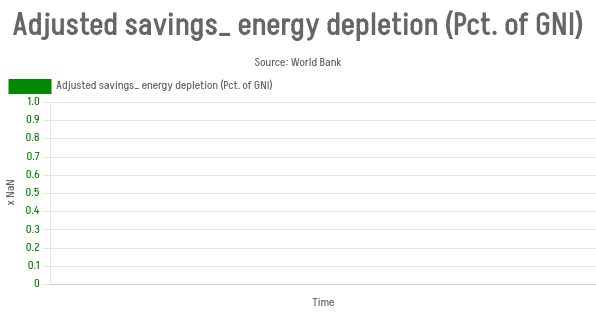 Adjusted savings_ energy depletion (Pct. of GNI)
Source: World Bank
Adjusted savings_ energy depletion (Pct. of GNI)
1.0
0.9
0.8
0.7
0.6
0.5
0.4
0.3
0.2
0.1
0
x NaN
Time